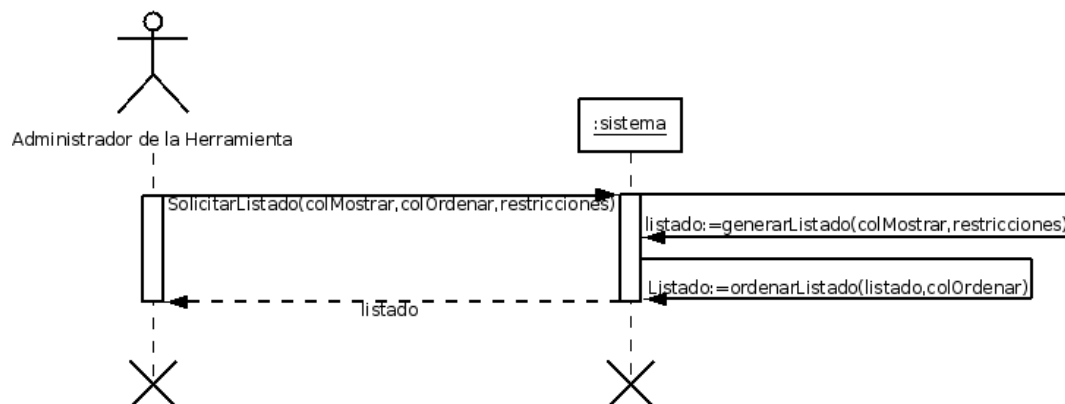 Administrador de la Herramienta
:sistema
SolicitarListado(colMostrar,colOrdenar,restricciones)
listado:=generarListado(colMostrar,restricciones)
Listado:=ordenarListado(listado,colOrdenar)
listado